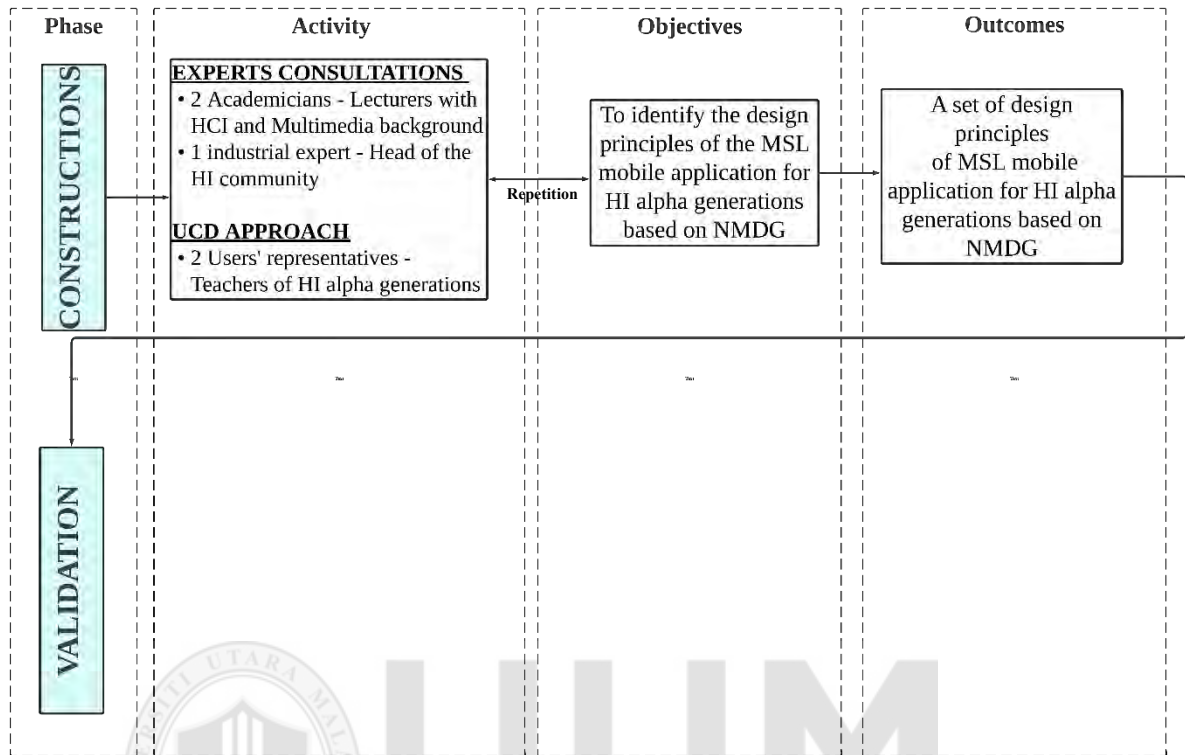 Phase
Activity
Objectives
Outcomes
CONSTRUCTIONS
EXPERTS CONSULTATIONS
• 2 Academicians - Lecturers with
HCI and Multimedia background
• 1 industrial expert - Head of the
HI community
UCD APPROACH
• 2 Users' representatives -
Teachers of HI alpha generations
Repetition
To identify the design
principles of the MSL
mobile application for
HI alpha generations
based on NMDG
A set of design
principles
of MSL mobile
application for HI alpha
generations based on
NMDG
VALIDATION
UTARA
UUM